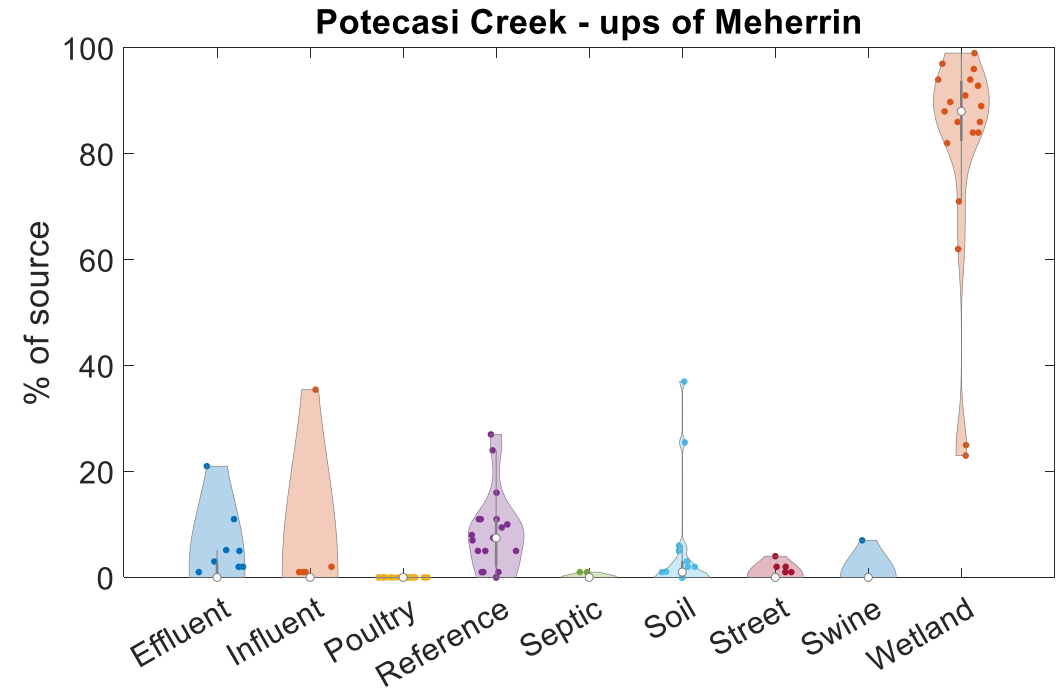 Potecasi Creek - ups of Meherrin
% of source
100
80
60
40
20
0
Effluent
Influent
Poultry
Reference
Septic
Soil
Street
Swine
Wetland